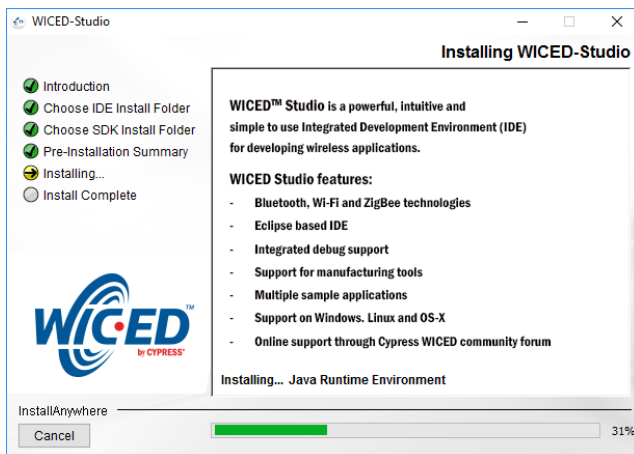 WICED-Studio
Installing WICED-Studio
Introduction
Choose IDE Install Folder
Choose SDK Install Folder
Pre-Installation Summary
Installing...
Install Complete
WICED™
by CYPRESS®
WICED™ Studio is a powerful, intuitive and
simple to use Integrated Development Environment (IDE)
for developing wireless applications.
WICED Studio features:
- Bluetooth, Wi-Fi and ZigBee technologies
- Eclipse based IDE
- Integrated debug support
- Support for manufacturing tools
- Multiple sample applications
- Support on Windows. Linux and OS-X
- Online support through Cypress WICED community forum
Installing... Java Runtime Environment
InstallAnywhere
Cancel
31%